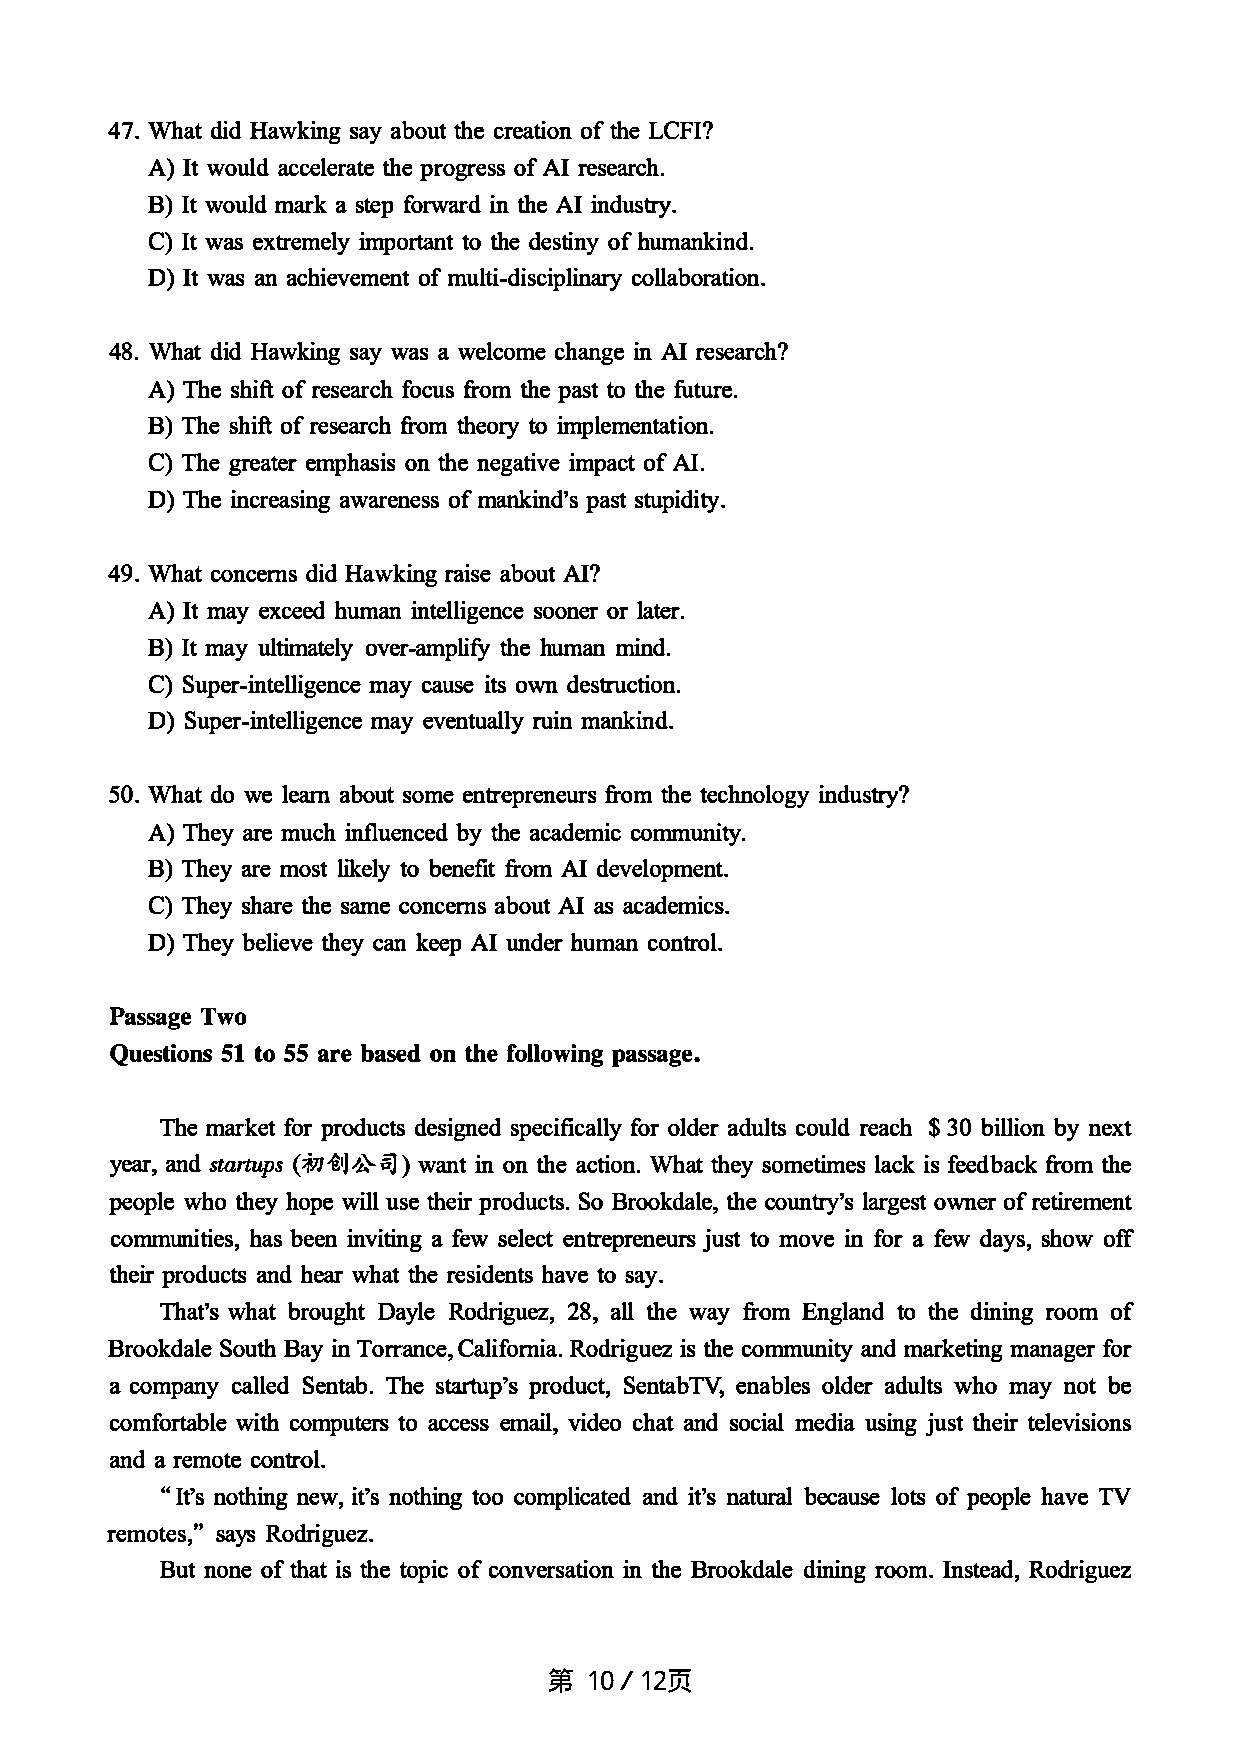 47. What did Hawking say about the creation of the LCFI?
A) It would accelerate the progress of AI research.
B) It would mark a step forward in the AI industry.
C) It was extremely important to the destiny of humankind.
D) It was an achievement of multi-disciplinary collaboration.
48. What did Hawking say was a welcome change in AI research?
A) The shift of research focus from the past to the future.
B) The shift of research from theory to implementation.
C) The greater emphasis on the negative impact of AI.
D) The increasing awareness of mankind's past stupidity.
49. What concerns did Hawking raise about AI?
A) It may exceed human intelligence sooner or later.
B) It may ultimately over-amplify the human mind.
C) Super-intelligence may cause its own destruction.
D) Super-intelligence may eventually ruin mankind.
50. What do we learn about some entrepreneurs from the technology industry?
A) They are much influenced by the academic community.
B) They are most likely to benefit from AI development.
C) They share the same concerns about AI as academics.
D) They believe they can keep AI under human control.
Passage Two
Questions 51 to 55 are based on the following passage.
The market for products designed specifically for older adults could reach $30 billion by next
year, and startups (初创公司) want in on the action. What they sometimes lack is feedback from the
people who they hope will use their products. So Brookdale, the country's largest owner of retirement
communities, has been inviting a few select entrepreneurs just to move in for a few days, show off
their products and hear what the residents have to say.
That's what brought Dayle Rodriguez, 28, all the way from England to the dining room of
Brookdale South Bay in Torrance, California. Rodriguez is the community and marketing manager for
a company called Sentab. The startup's product, SentabTV, enables older adults who may not be
comfortable with computers to access email, video chat and social media using just their televisions
and a remote control.
"It's nothing new, it's nothing too complicated and it's natural because lots of people have TV
remotes," says Rodriguez.
But none of that is the topic of conversation in the Brookdale dining room. Instead, Rodriguez
第 10 / 12页